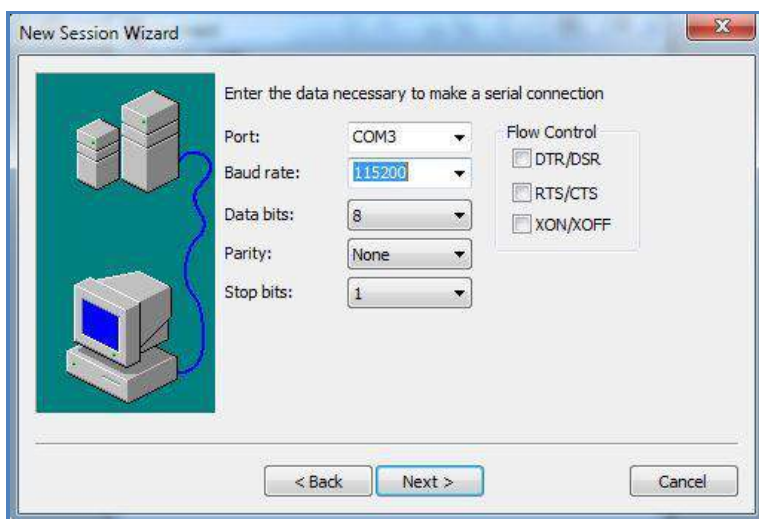 New Session Wizard
Enter the data necessary to make a serial connection
Port: COM3
Baud rate: 115200
Data bits: 8
Parity: None
Stop bits: 1
Flow Control
DTR/DSR
RTS/CTS
XON/XOFF
< Back Next > Cancel